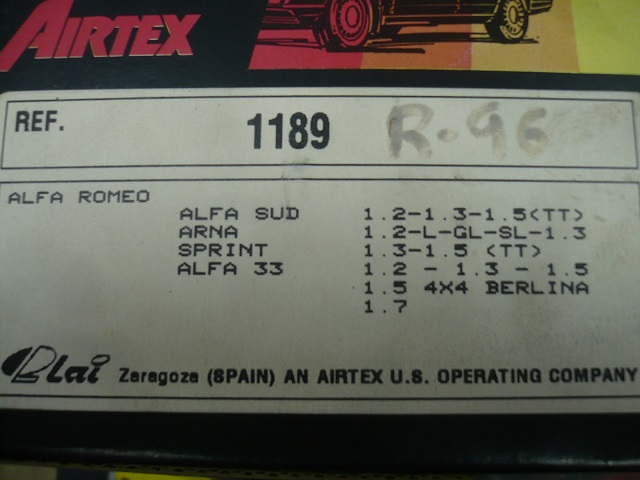 AIRTEX
REF. 1189 R-96
ALFA ROMEO
ALFA SUD 1.2-1.3-1.5(TT)
ARNA 1.2-L-GL-SL-1.3
SPRINT 1.3-1.5 (TT)
ALFA 33 1.2 - 1.3 - 1.5
1.5 4X4 BERLINA
1.7
Lai Zaragoza (SPAIN) AN AIRTEX U.S. OPERATING COMPANY